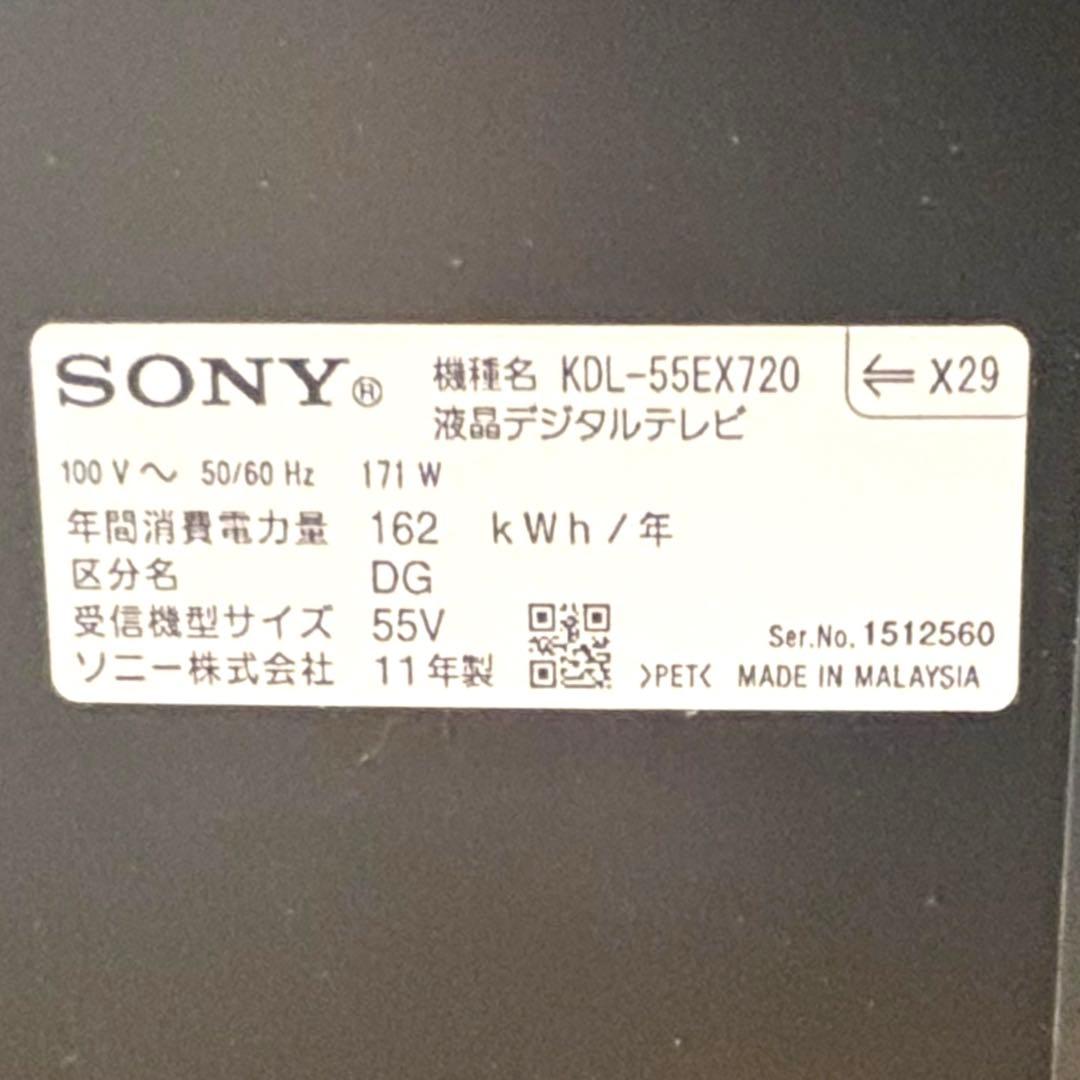 SONY® 機種名 KDL-55EX720 ⇐ X29
液晶デジタルテレビ
100 V～ 50/60 Hz 171 W
年間消費電力量 162 kWh/年
区分名 DG
受信機型サイズ 55V Ser.No. 1512560
ソニー株式会社 11年製 >PET< MADE IN MALAYSIA